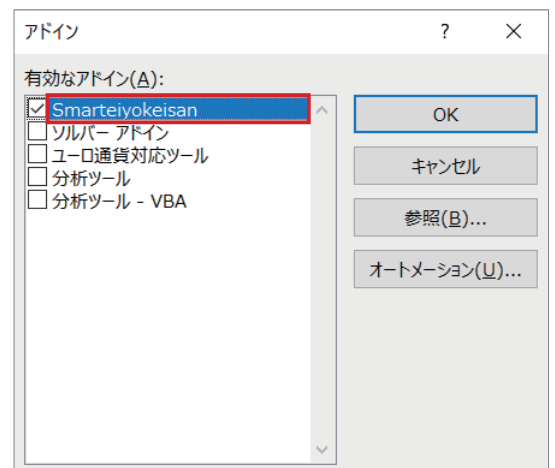 アドイン ? ×
有効なアドイン(A):
Smarteiyokeisan
ソルバー アドイン
ユーロ通貨対応ツール
分析ツール
分析ツール - VBA
OK
キャンセル
参照(B)...
オートメーション(U)...